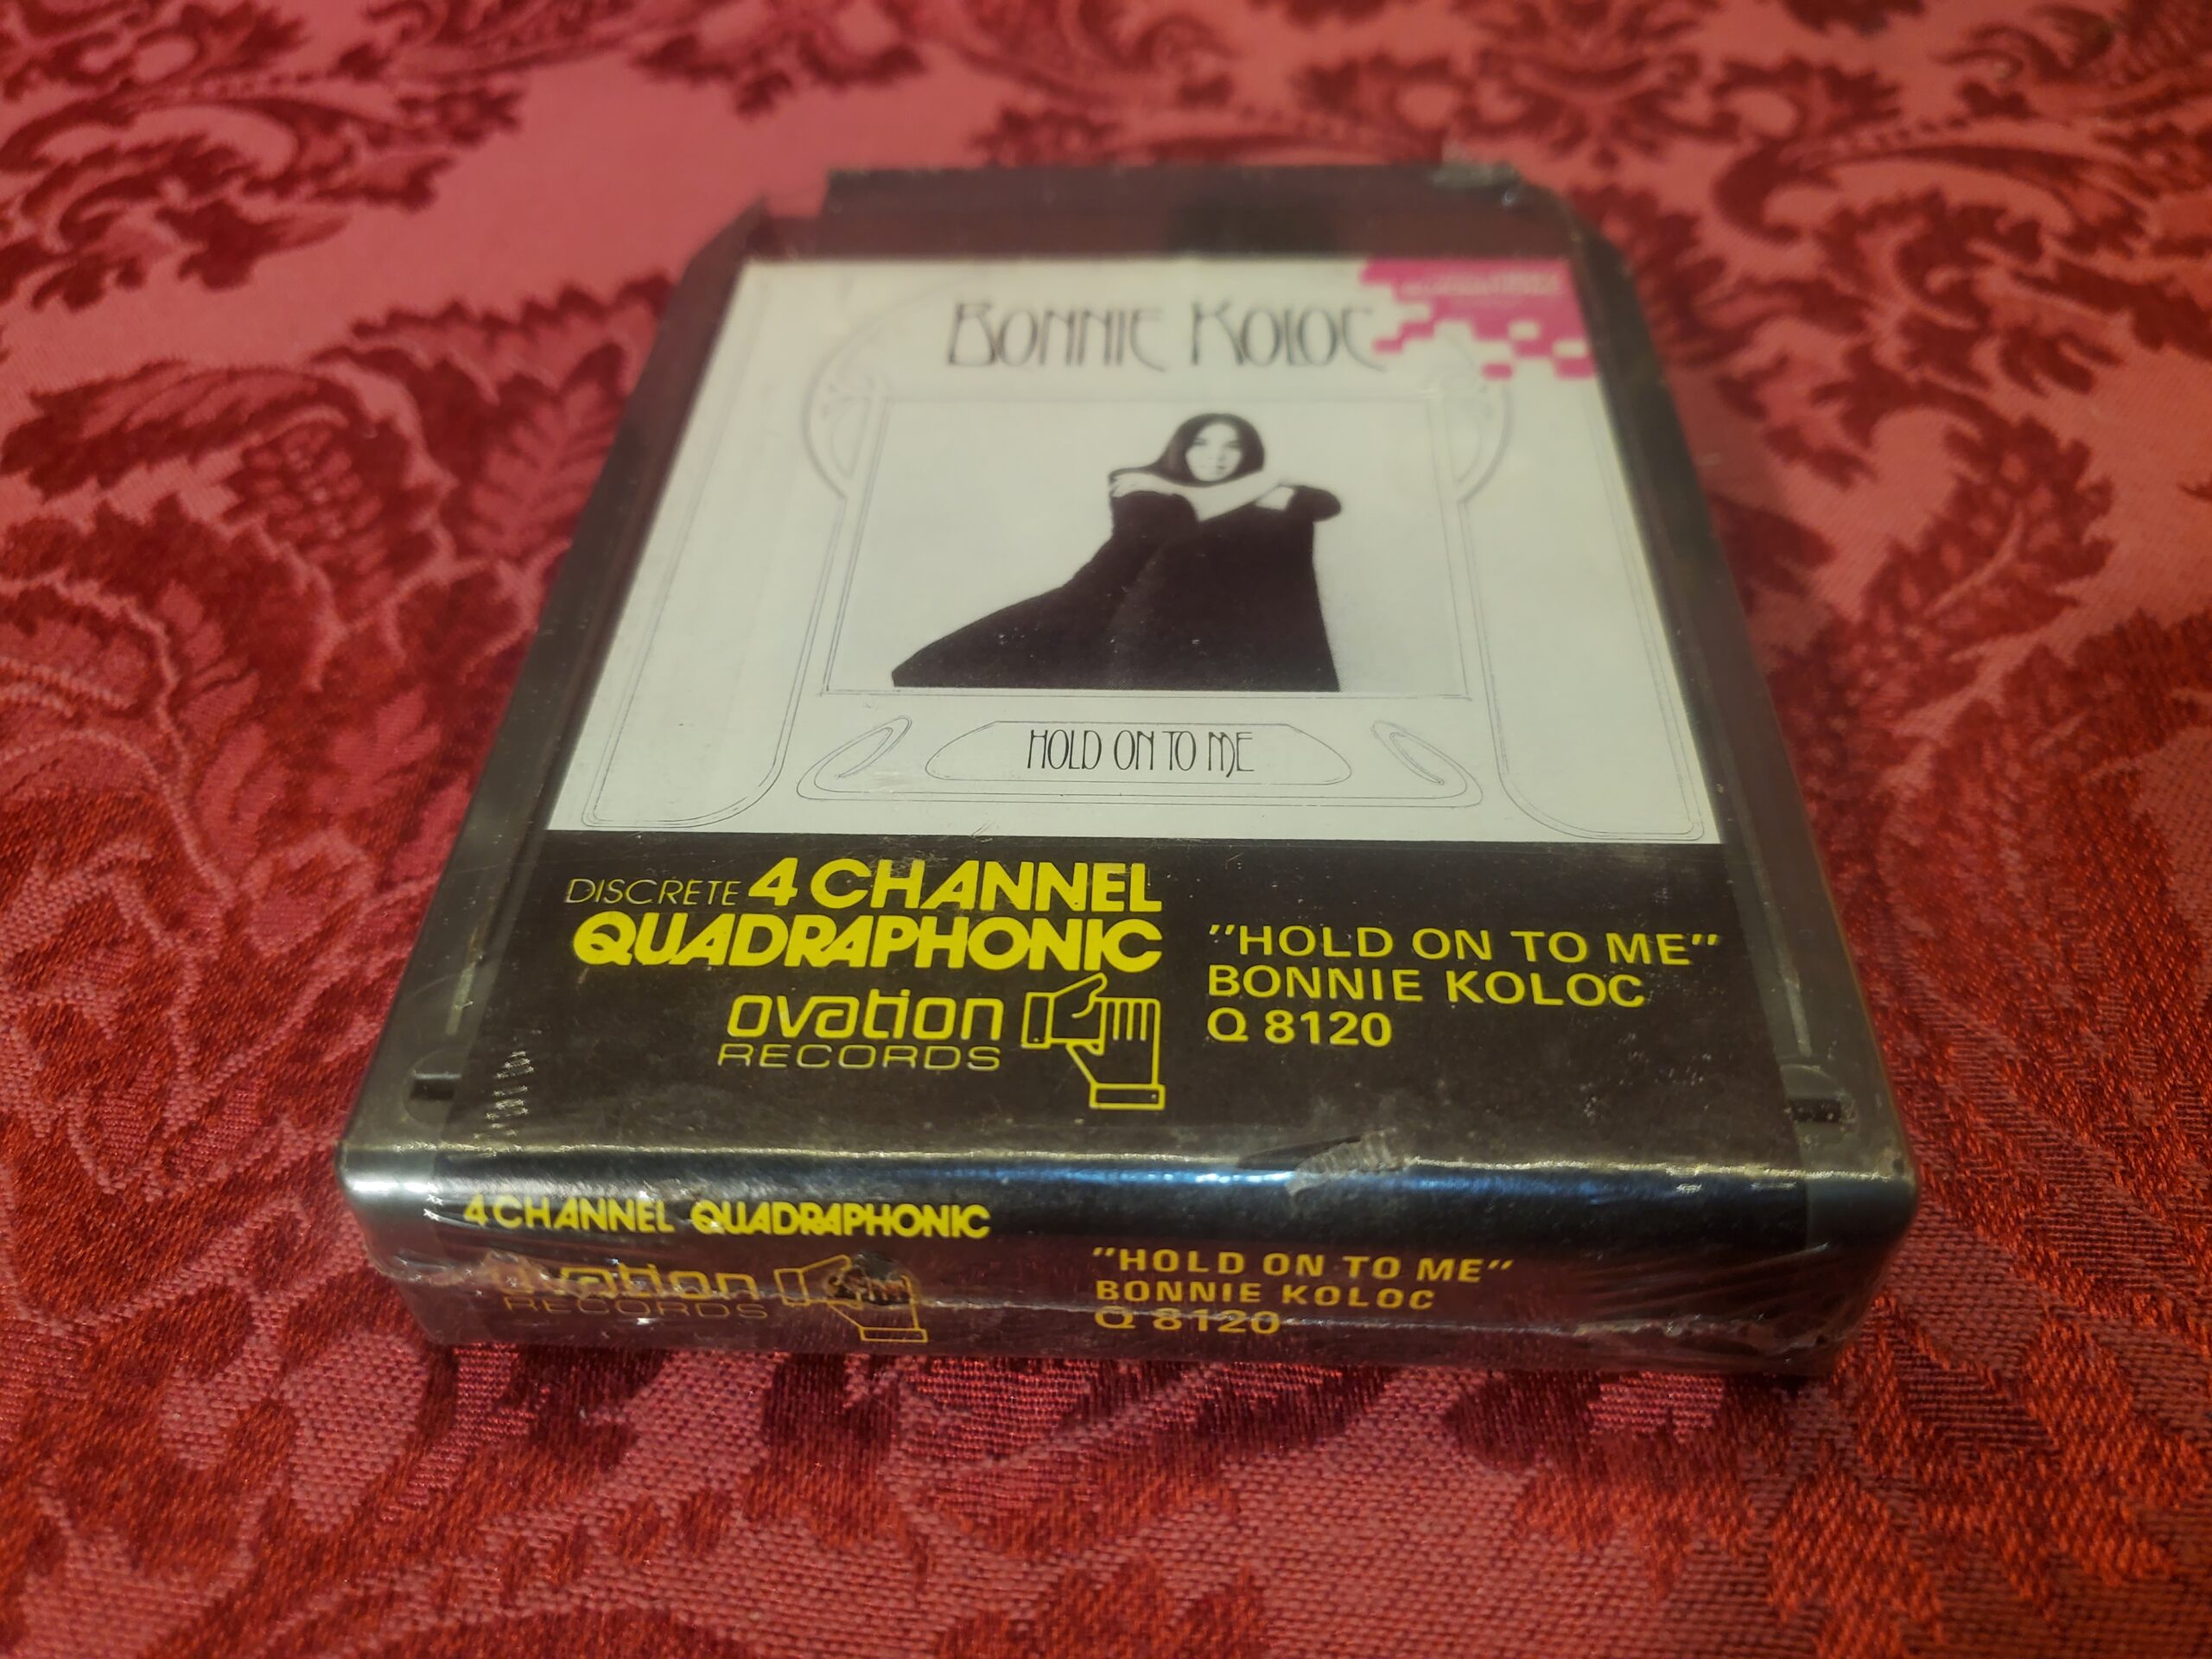 BONNIE KOLOC
HOLD ON TO ME
DISCRETE 4 CHANNEL
QUADRAPHONIC
ovation
RECORDS
"HOLD ON TO ME"
BONNIE KOLOC
Q 8120
4 CHANNEL QUADRAPHONIC
ovation
RECORDS
"HOLD ON TO ME"
BONNIE KOLOC
Q 8120